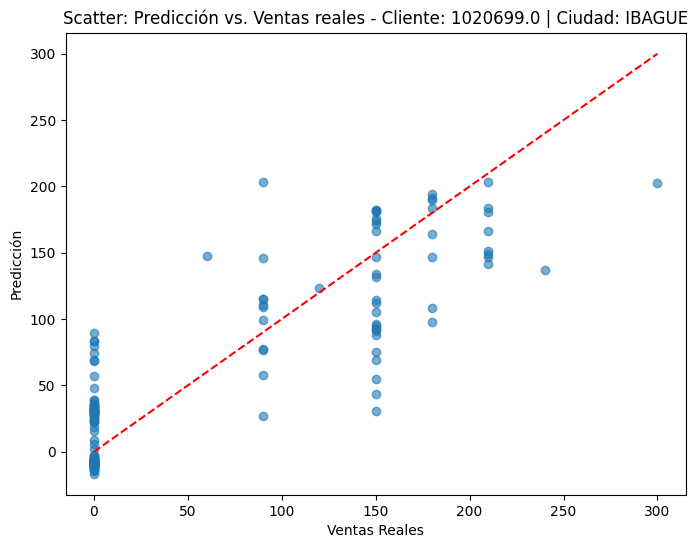 Scatter: Predicción vs. Ventas reales - Cliente: 1020699.0 | Ciudad: IBAGUE
300
250
200
150
100
50
0
Predicción
0 50 100 150 200 250 300
Ventas Reales